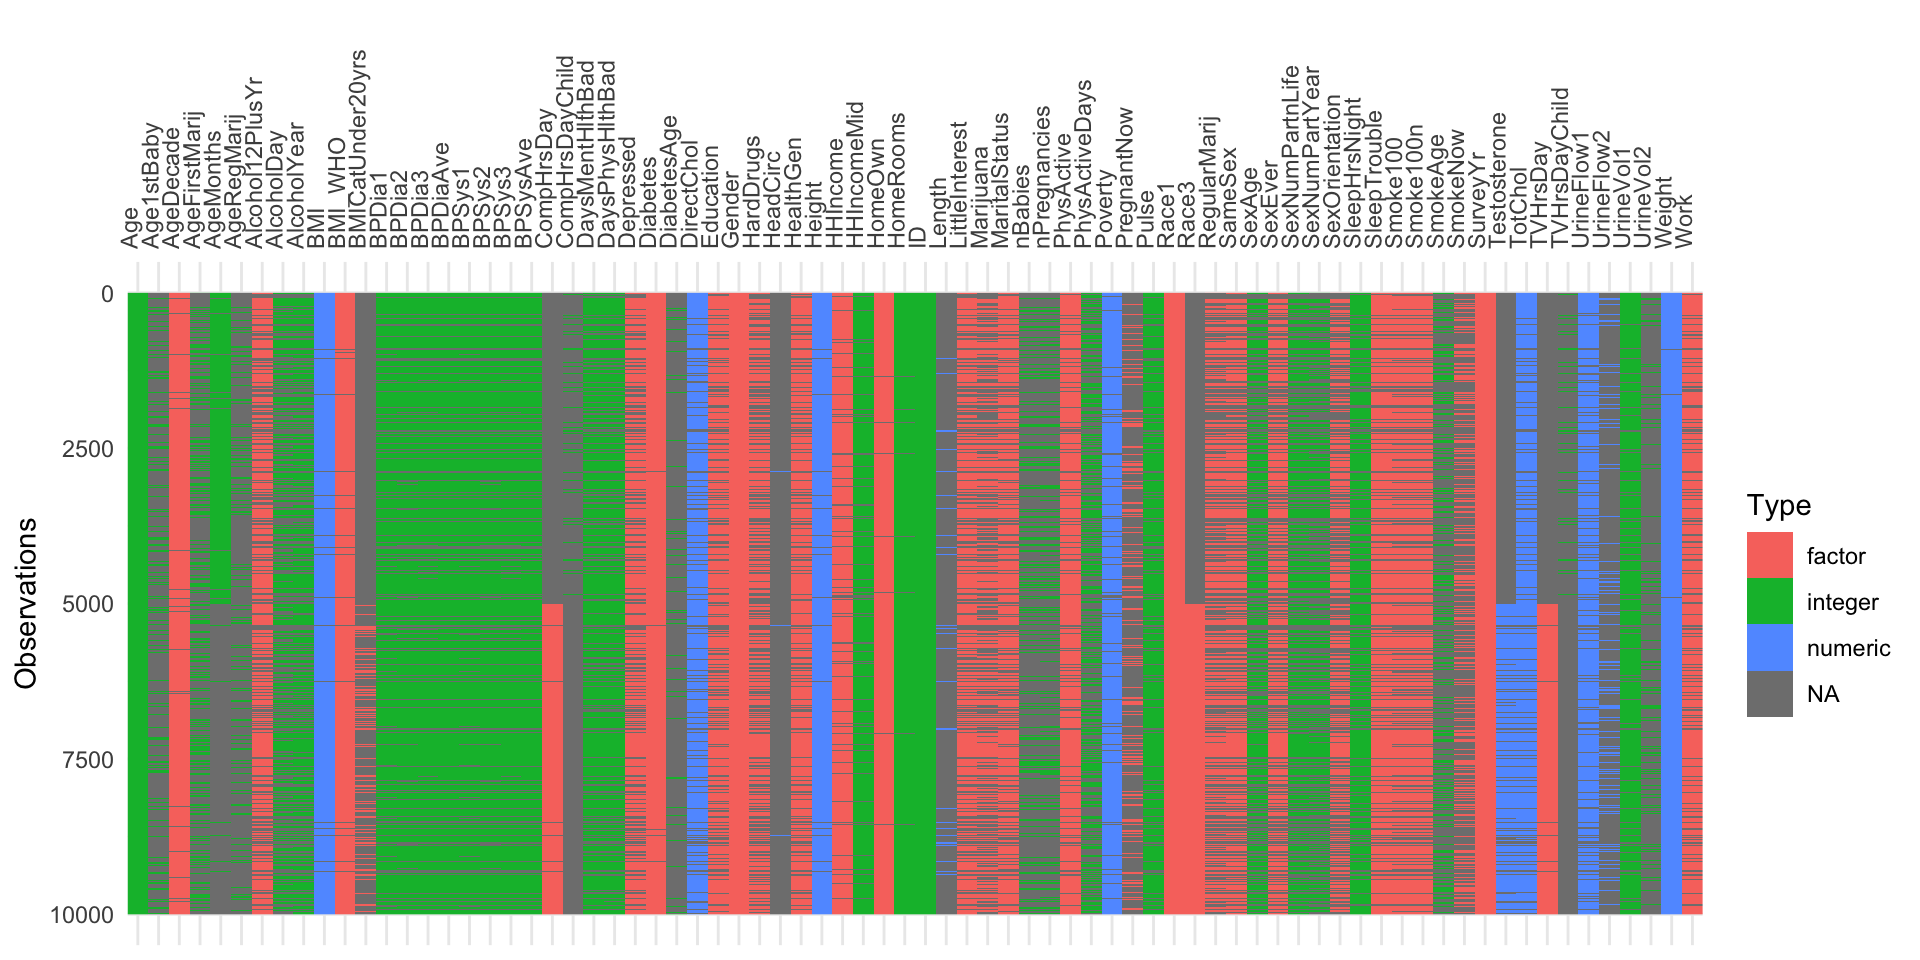 Age
Age1stBaby
AgeDecade
AgeFirstMarij
AgeMonths
AgeRegMarij
Alcohol12PlusYr
AlcoholDay
AlcoholYear
BMI
BMI_WHO
BMICatUnder20yrs
BPDia1
BPDia2
BPDia3
BPDiaAve
BPSys1
BPSys2
BPSys3
BPSysAve
CompHrsDay
CompHrsDayChild
DaysMentHlthBad
DaysPhysHlthBad
Depressed
Diabetes
DiabetesAge
DirectChol
Education
Gender
HardDrugs
HeadCirc
HealthGen
Height
HHIncome
HHIncomeMid
HomeOwn
HomeRooms
ID
Length
LittleInterest
Marijuana
MaritalStatus
nBabies
nPregnancies
PhysActive
PhysActiveDays
Poverty
PregnantNow
Pulse
Race1
Race3
RegularMarij
SameSex
SexAge
SexEver
SexNumPartnLife
SexNumPartYear
SexOrientation
SleepHrsNight
SleepTrouble
Smoke100
Smoke100n
SmokeAge
SmokeNow
SurveyYr
Testosterone
TotChol
TVHrsDay
TVHrsDayChild
UrineFlow1
UrineFlow2
UrineVol1
UrineVol2
Weight
Work
0
2500
5000
7500
10000
Observations
Type
factor
integer
numeric
NA